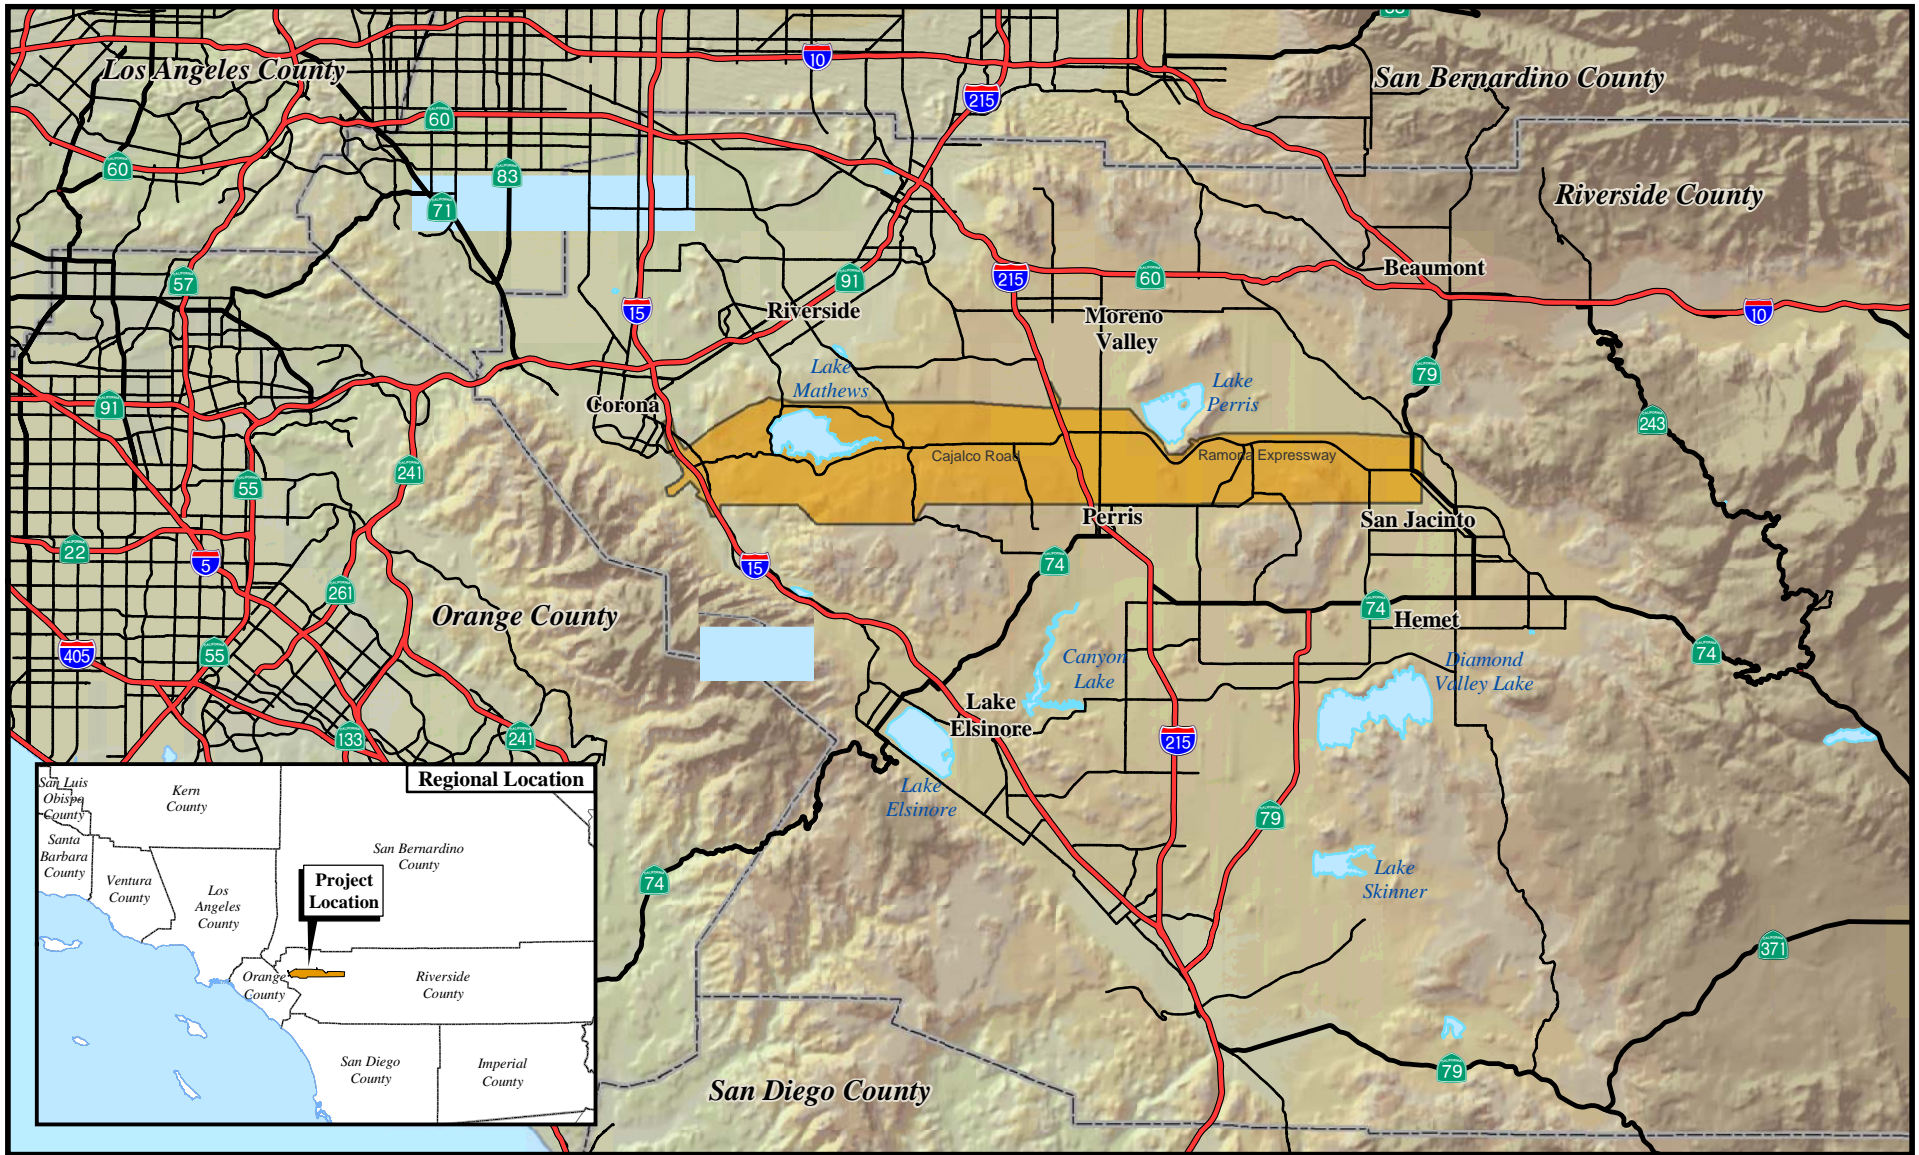 Los Angeles County
10
215
San Bernardino County
60
60
83
71
Riverside County
57
91
215
60
Beaumont
15
Riverside
Moreno
Valley
10
Lake
Mathews
Lake
Perris
79
91
Corona
243
241
Cajalco Road
Ramona Expressway
55
Perris
San Jacinto
22
5
15
74
261
Orange County
74
Hemet
405
55
Canyon
Lake
Diamond
Valley Lake
74
Lake
Elsinore
133
241
215
Lake
Elsinore
79
74
Lake
Skinner
371
79
San Diego County
Regional Location
San Luis
Obispo
County
Kern
County
Santa
Barbara
County
San Bernardino
County
Ventura
County
Los
Angeles
County
Project
Location
Orange
County
Riverside
County
San Diego
County
Imperial
County